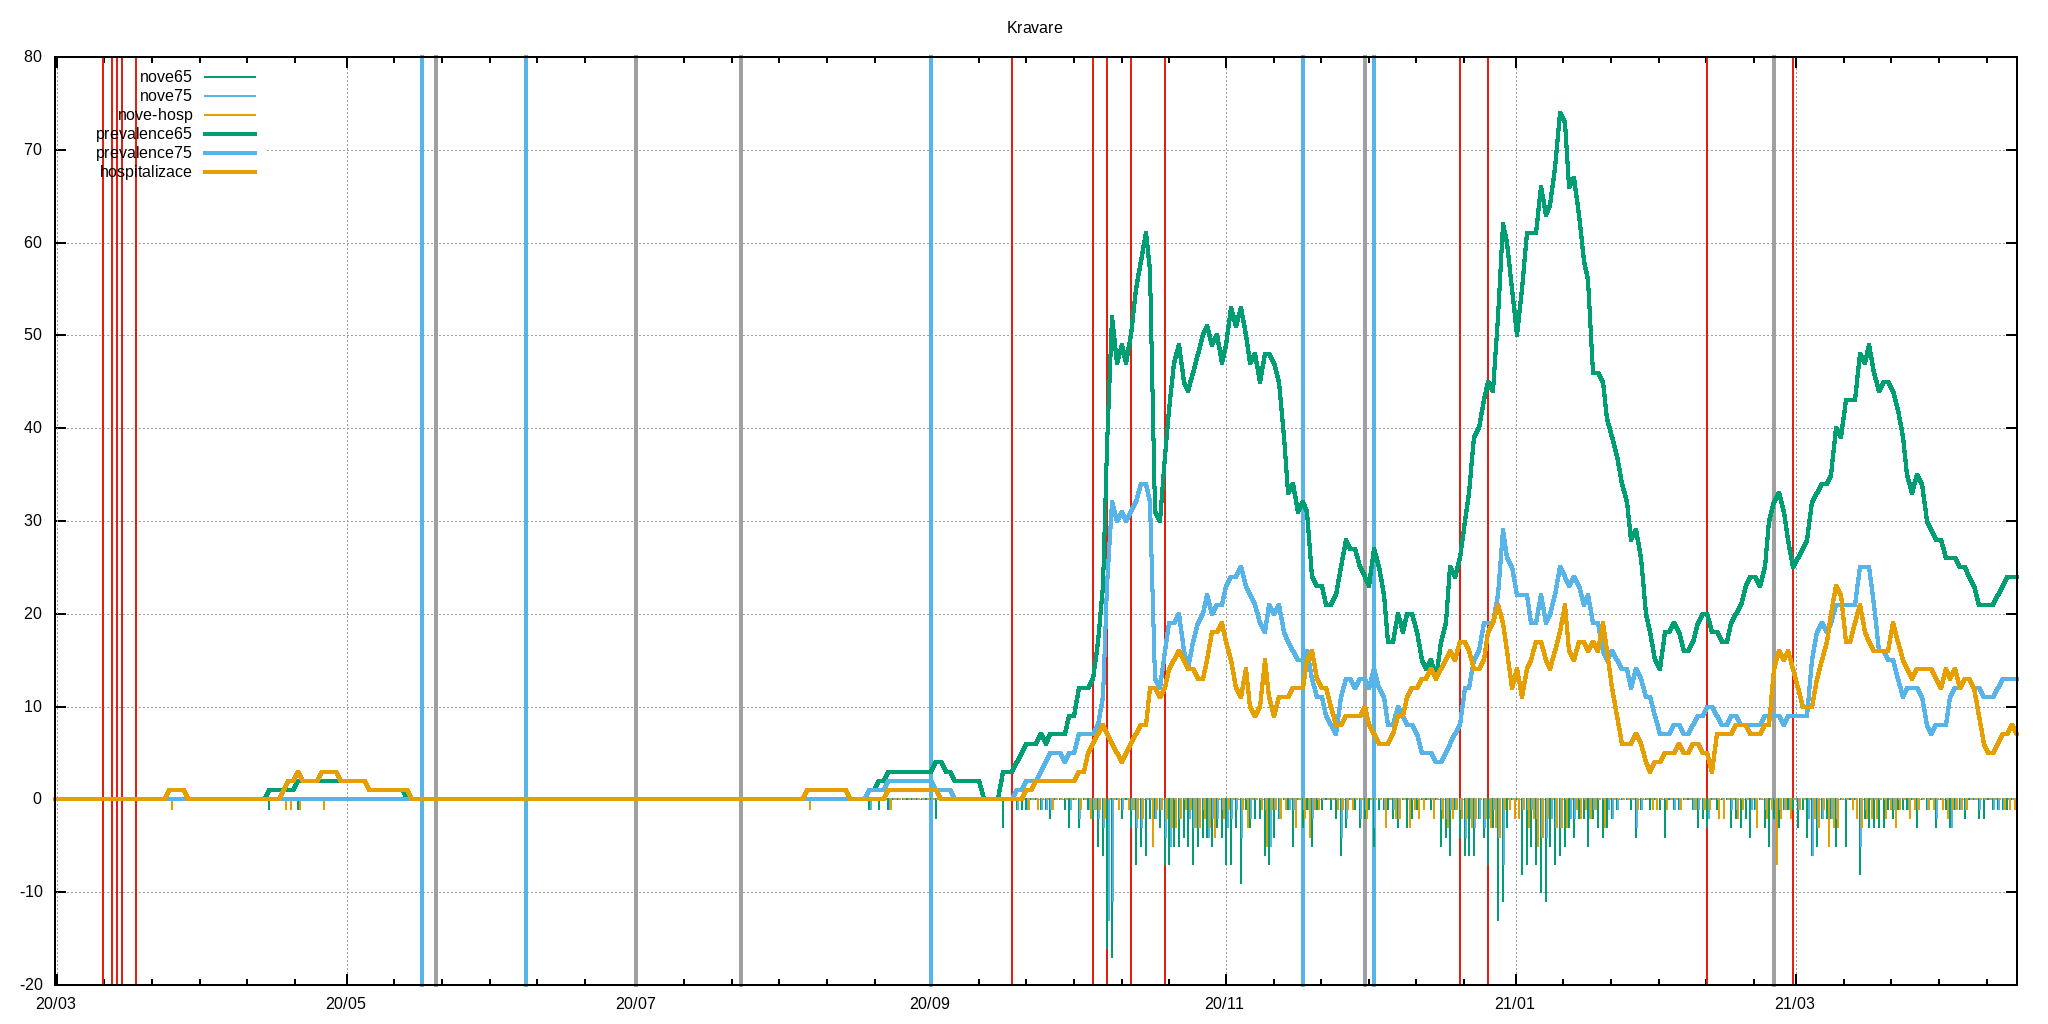 Kravare
80
70
60
50
40
30
20
10
0
-10
-20
nove65
nove75
nove-hosp
prevalence65
prevalence75
hospitalizace
20/03 20/05 20/07 20/09 20/11 21/01 21/03